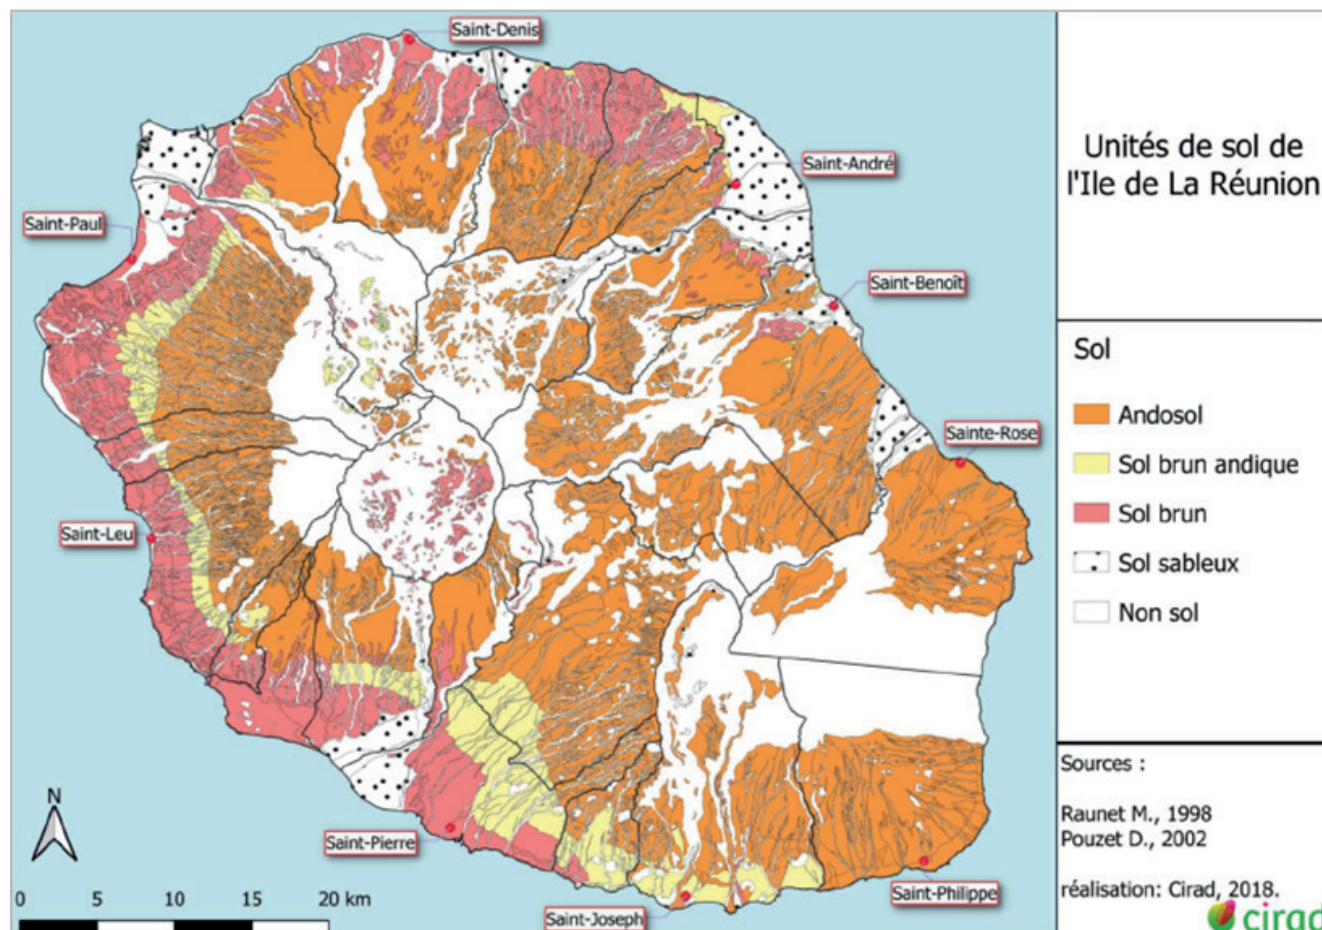 Saint-Denis
Saint-André
Saint-Paul
Saint-Benoît
Sainte-Rose
Saint-Leu
Saint-Pierre
Saint-Philippe
Saint-Joseph
N
0 5 10 15 20 km
Unités de sol de
l'Ile de La Réunion
Sol
Andosol
Sol brun andique
Sol brun
Sol sableux
Non sol
Sources :
Raunet M., 1998
Pouzet D., 2002
réalisation: Cirad, 2018.
cirad